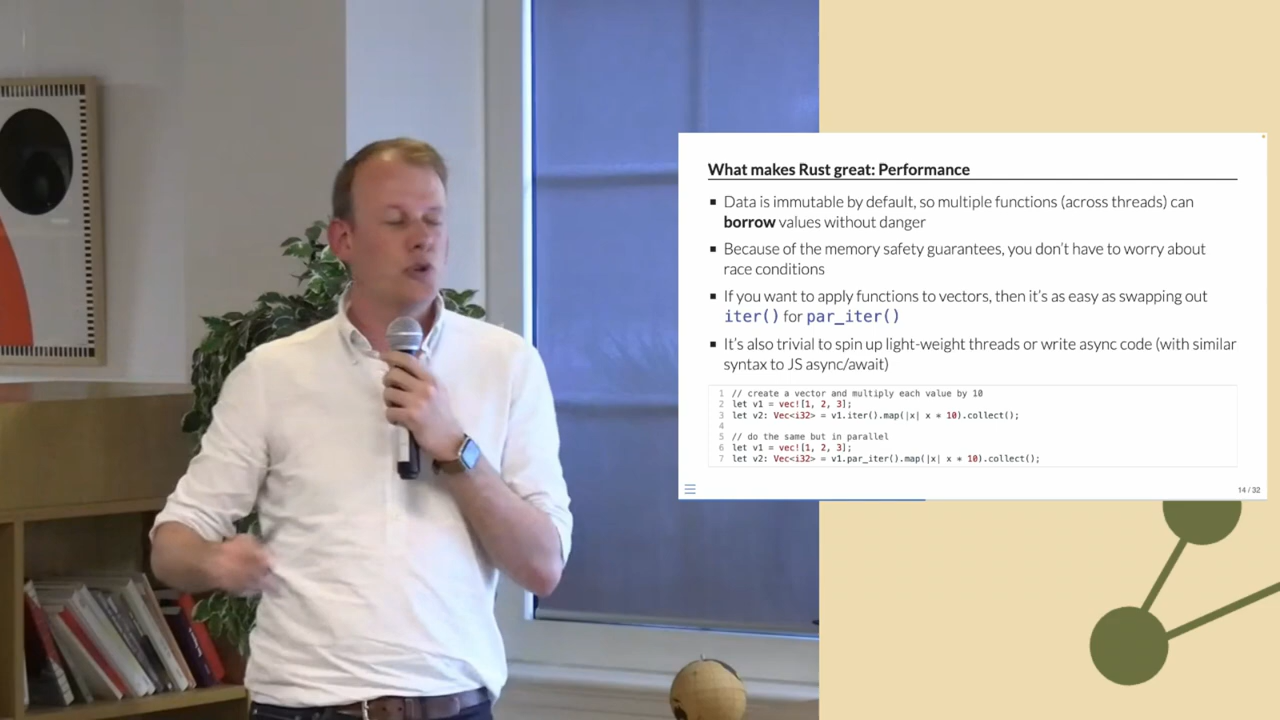 What makes Rust great: Performance
Data is immutable by default, so multiple functions (across threads) can
borrow values without danger
Because of the memory safety guarantees, you don't have to worry about
race conditions
If you want to apply functions to vectors, then it's as easy as swapping out
iter() for par_iter()
It's also trivial to spin up light-weight threads or write async code (with similar
syntax to JS async/await)
1 // create a vector and multiply each value by 10
2 let v1 = vec![1, 2, 3];
3 let v2: Vec<i32> = v1.iter().map(|x| x * 10).collect();
4
5 // do the same but in parallel
6 let v1 = vec![1, 2, 3];
7 let v2: Vec<i32> = v1.par_iter().map(|x| x * 10).collect();
14 / 32